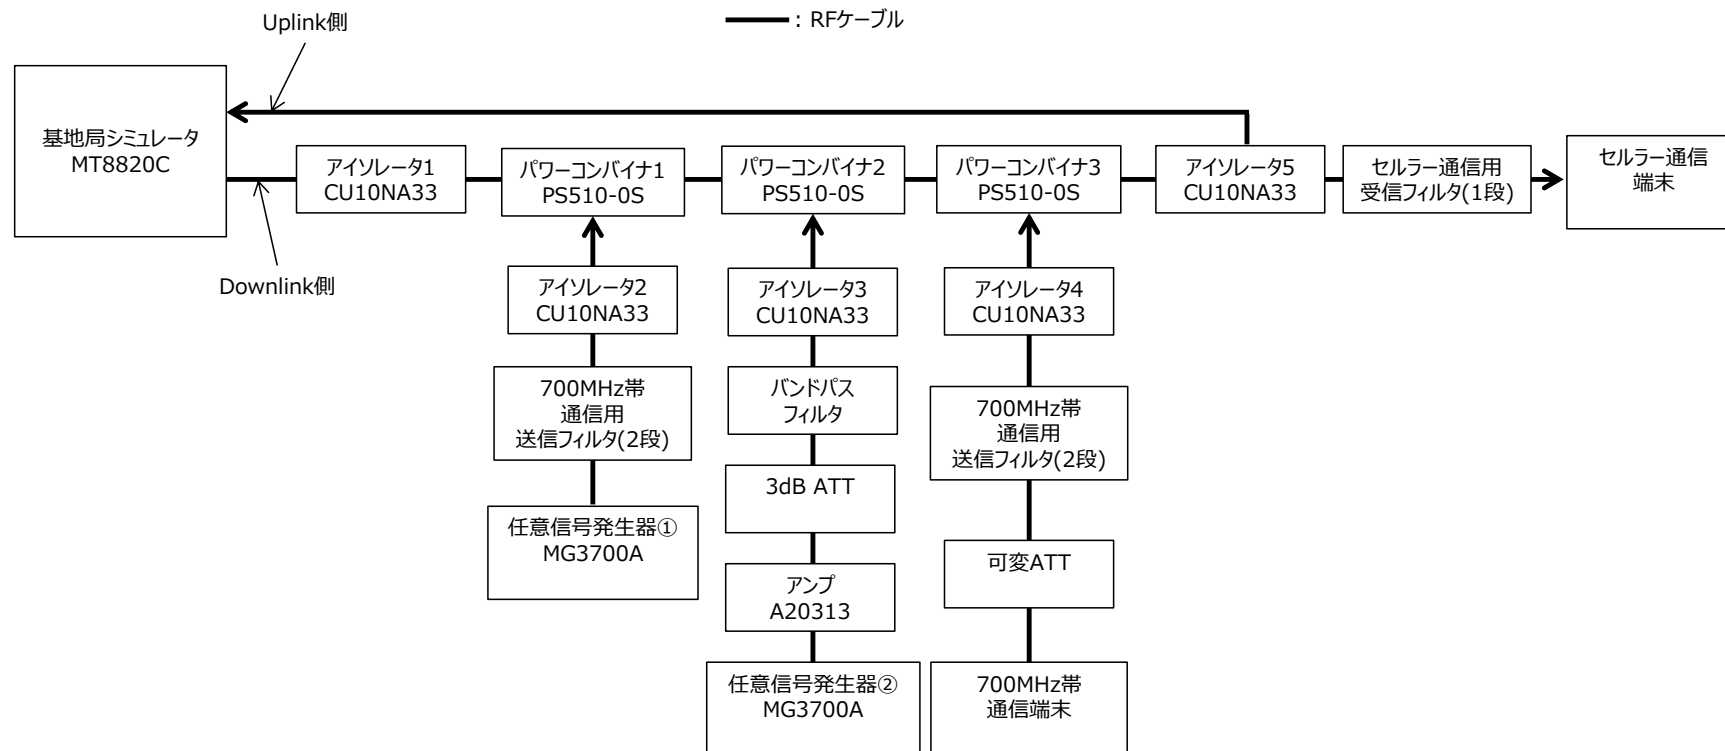 Uplink側
: RFケーブル
基地局シミュレータ
MT8820C
アイソレータ1
CU10NA33
パワーコンバイナ1
PS510-0S
パワーコンバイナ2
PS510-0S
パワーコンバイナ3
PS510-0S
アイソレータ5
CU10NA33
セルラー通信用
受信フィルタ(1段)
セルラー通信
端末
Downlink側
アイソレータ2
CU10NA33
アイソレータ3
CU10NA33
アイソレータ4
CU10NA33
700MHz帯
通信用
送信フィルタ(2段)
バンドパス
フィルタ
700MHz帯
通信用
送信フィルタ(2段)
3dB ATT
任意信号発生器①
MG3700A
可変ATT
アンプ
A20313
任意信号発生器②
MG3700A
700MHz帯
通信端末